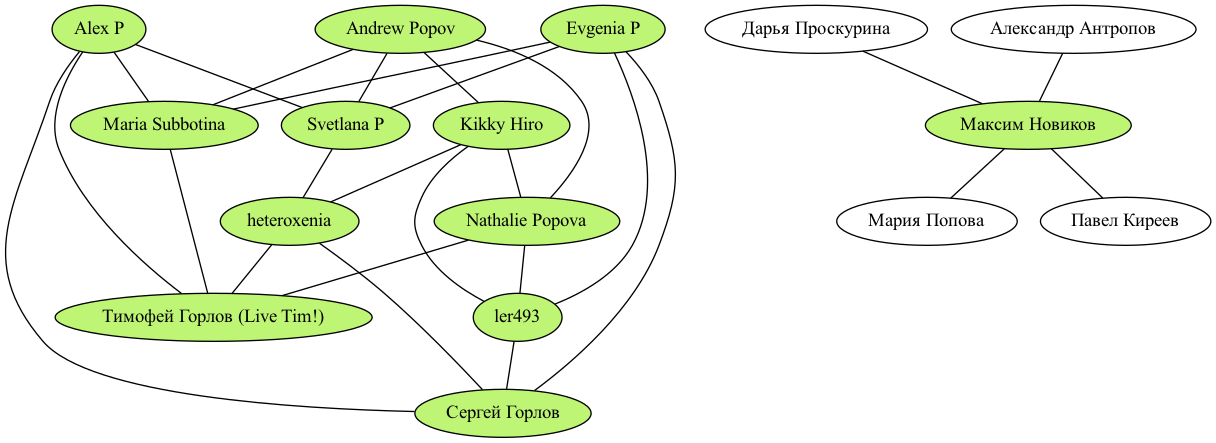 Alex P
Andrew Popov
Evgenia P
Дарья Проскурина
Александр Антропов
Maria Subbotina
Svetlana P
Kikky Hiro
Максим Новиков
heteroxenia
Nathalie Popova
Мария Попова
Павел Киреев
Тимофей Горлов (Live Tim!)
ler493
Сергей Горлов